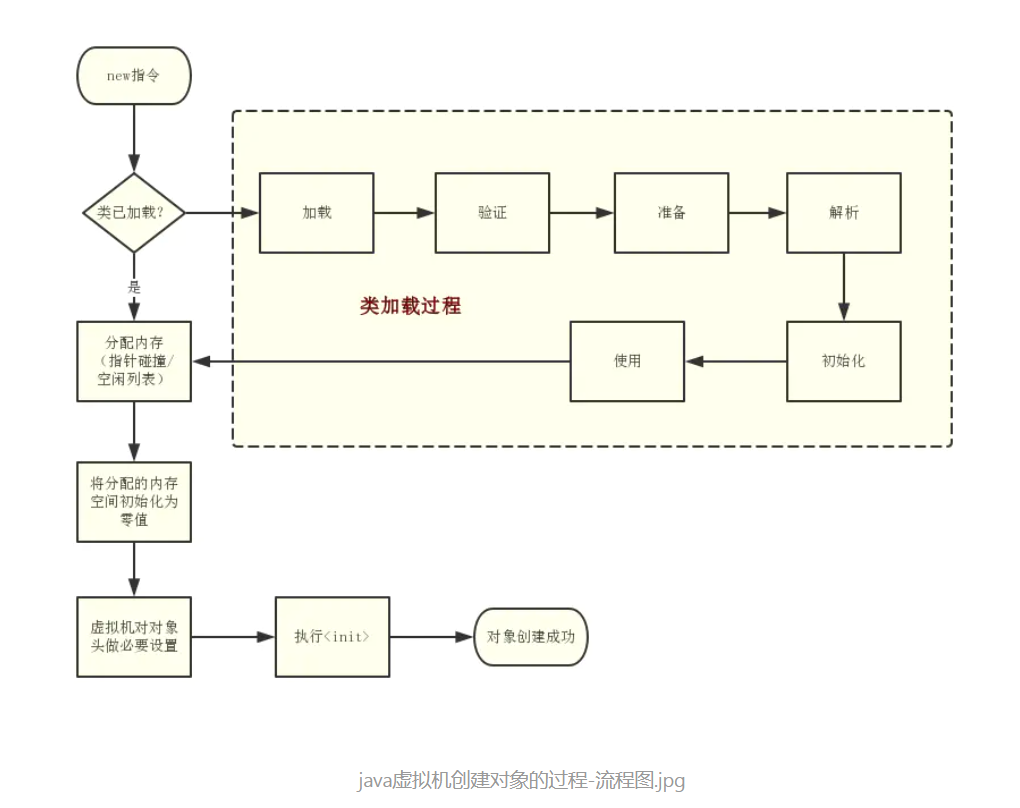 new指令
类已加载?
加载
验证
准备
解析
是
类加载过程
分配内存
（指针碰撞/
空闲列表）
使用
初始化
将分配的内存
空间初始化为
零值
虚拟机对对象
头做必要设置
执行<init>
对象创建成功
java虚拟机创建对象的过程-流程图.jpg